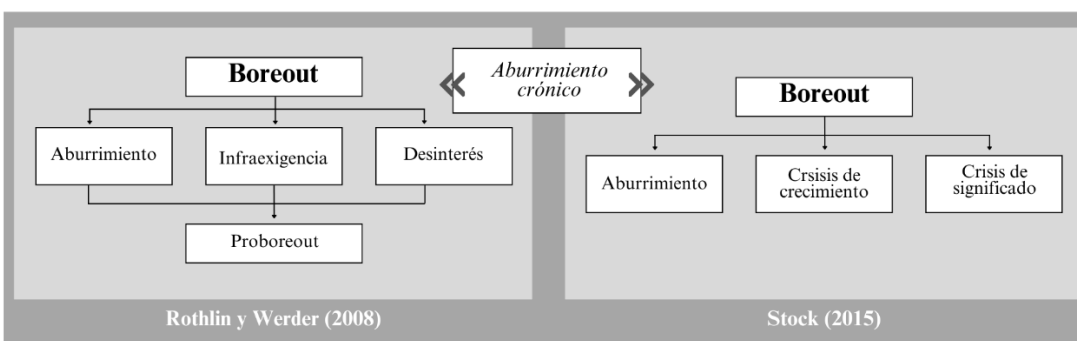 Boreout
Aburrimiento
Infraexigencia
Desinterés
Proboreout
Rothlin y Werder (2008)
Aburrimiento
crónico
Boreout
Aburrimiento
Crsisis de
crecimiento
Crisis de
significado
Stock (2015)